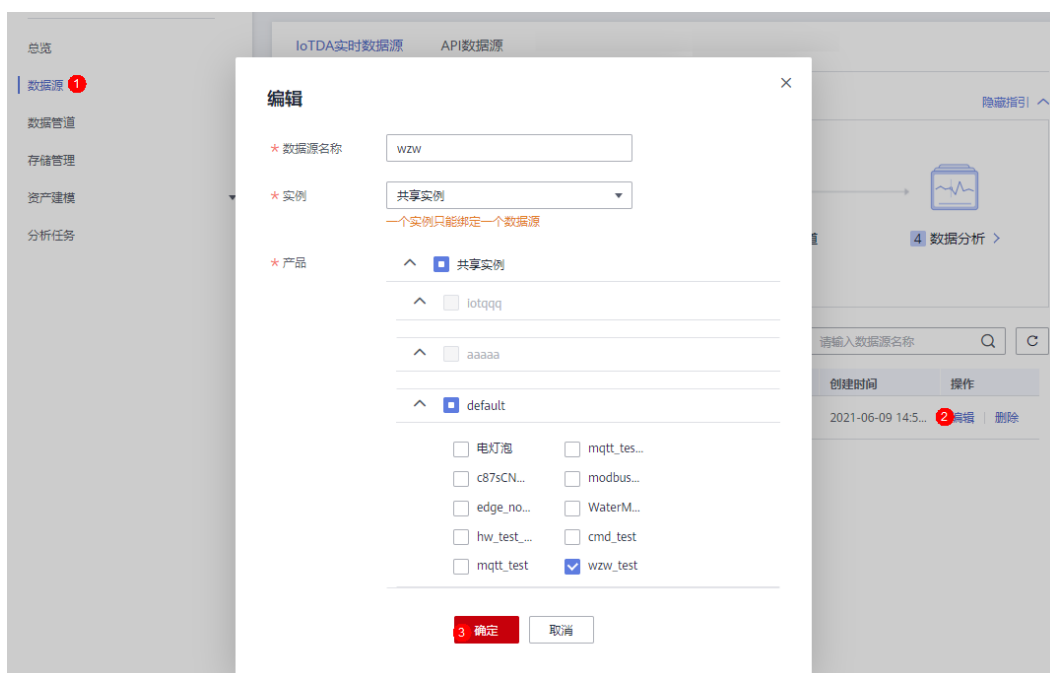 总览
数据源 1
数据管道
存储管理
资产建模
分析任务
IoTDA实时数据源 API数据源
隐藏指引
4 数据分析
请输入数据源名称
创建时间 操作
2021-06-09 14:5... 2 编辑 删除
编辑
* 数据源名称 wzw
* 实例 共享实例
一个实例只能绑定一个数据源
* 产品 共享实例
iotqqq
aaaaa
default
电灯泡 mqtt_tes...
c87sCN... modbus...
edge_no... WaterM...
hw_test_... cmd_test
mqtt_test wzw_test
3 确定 取消